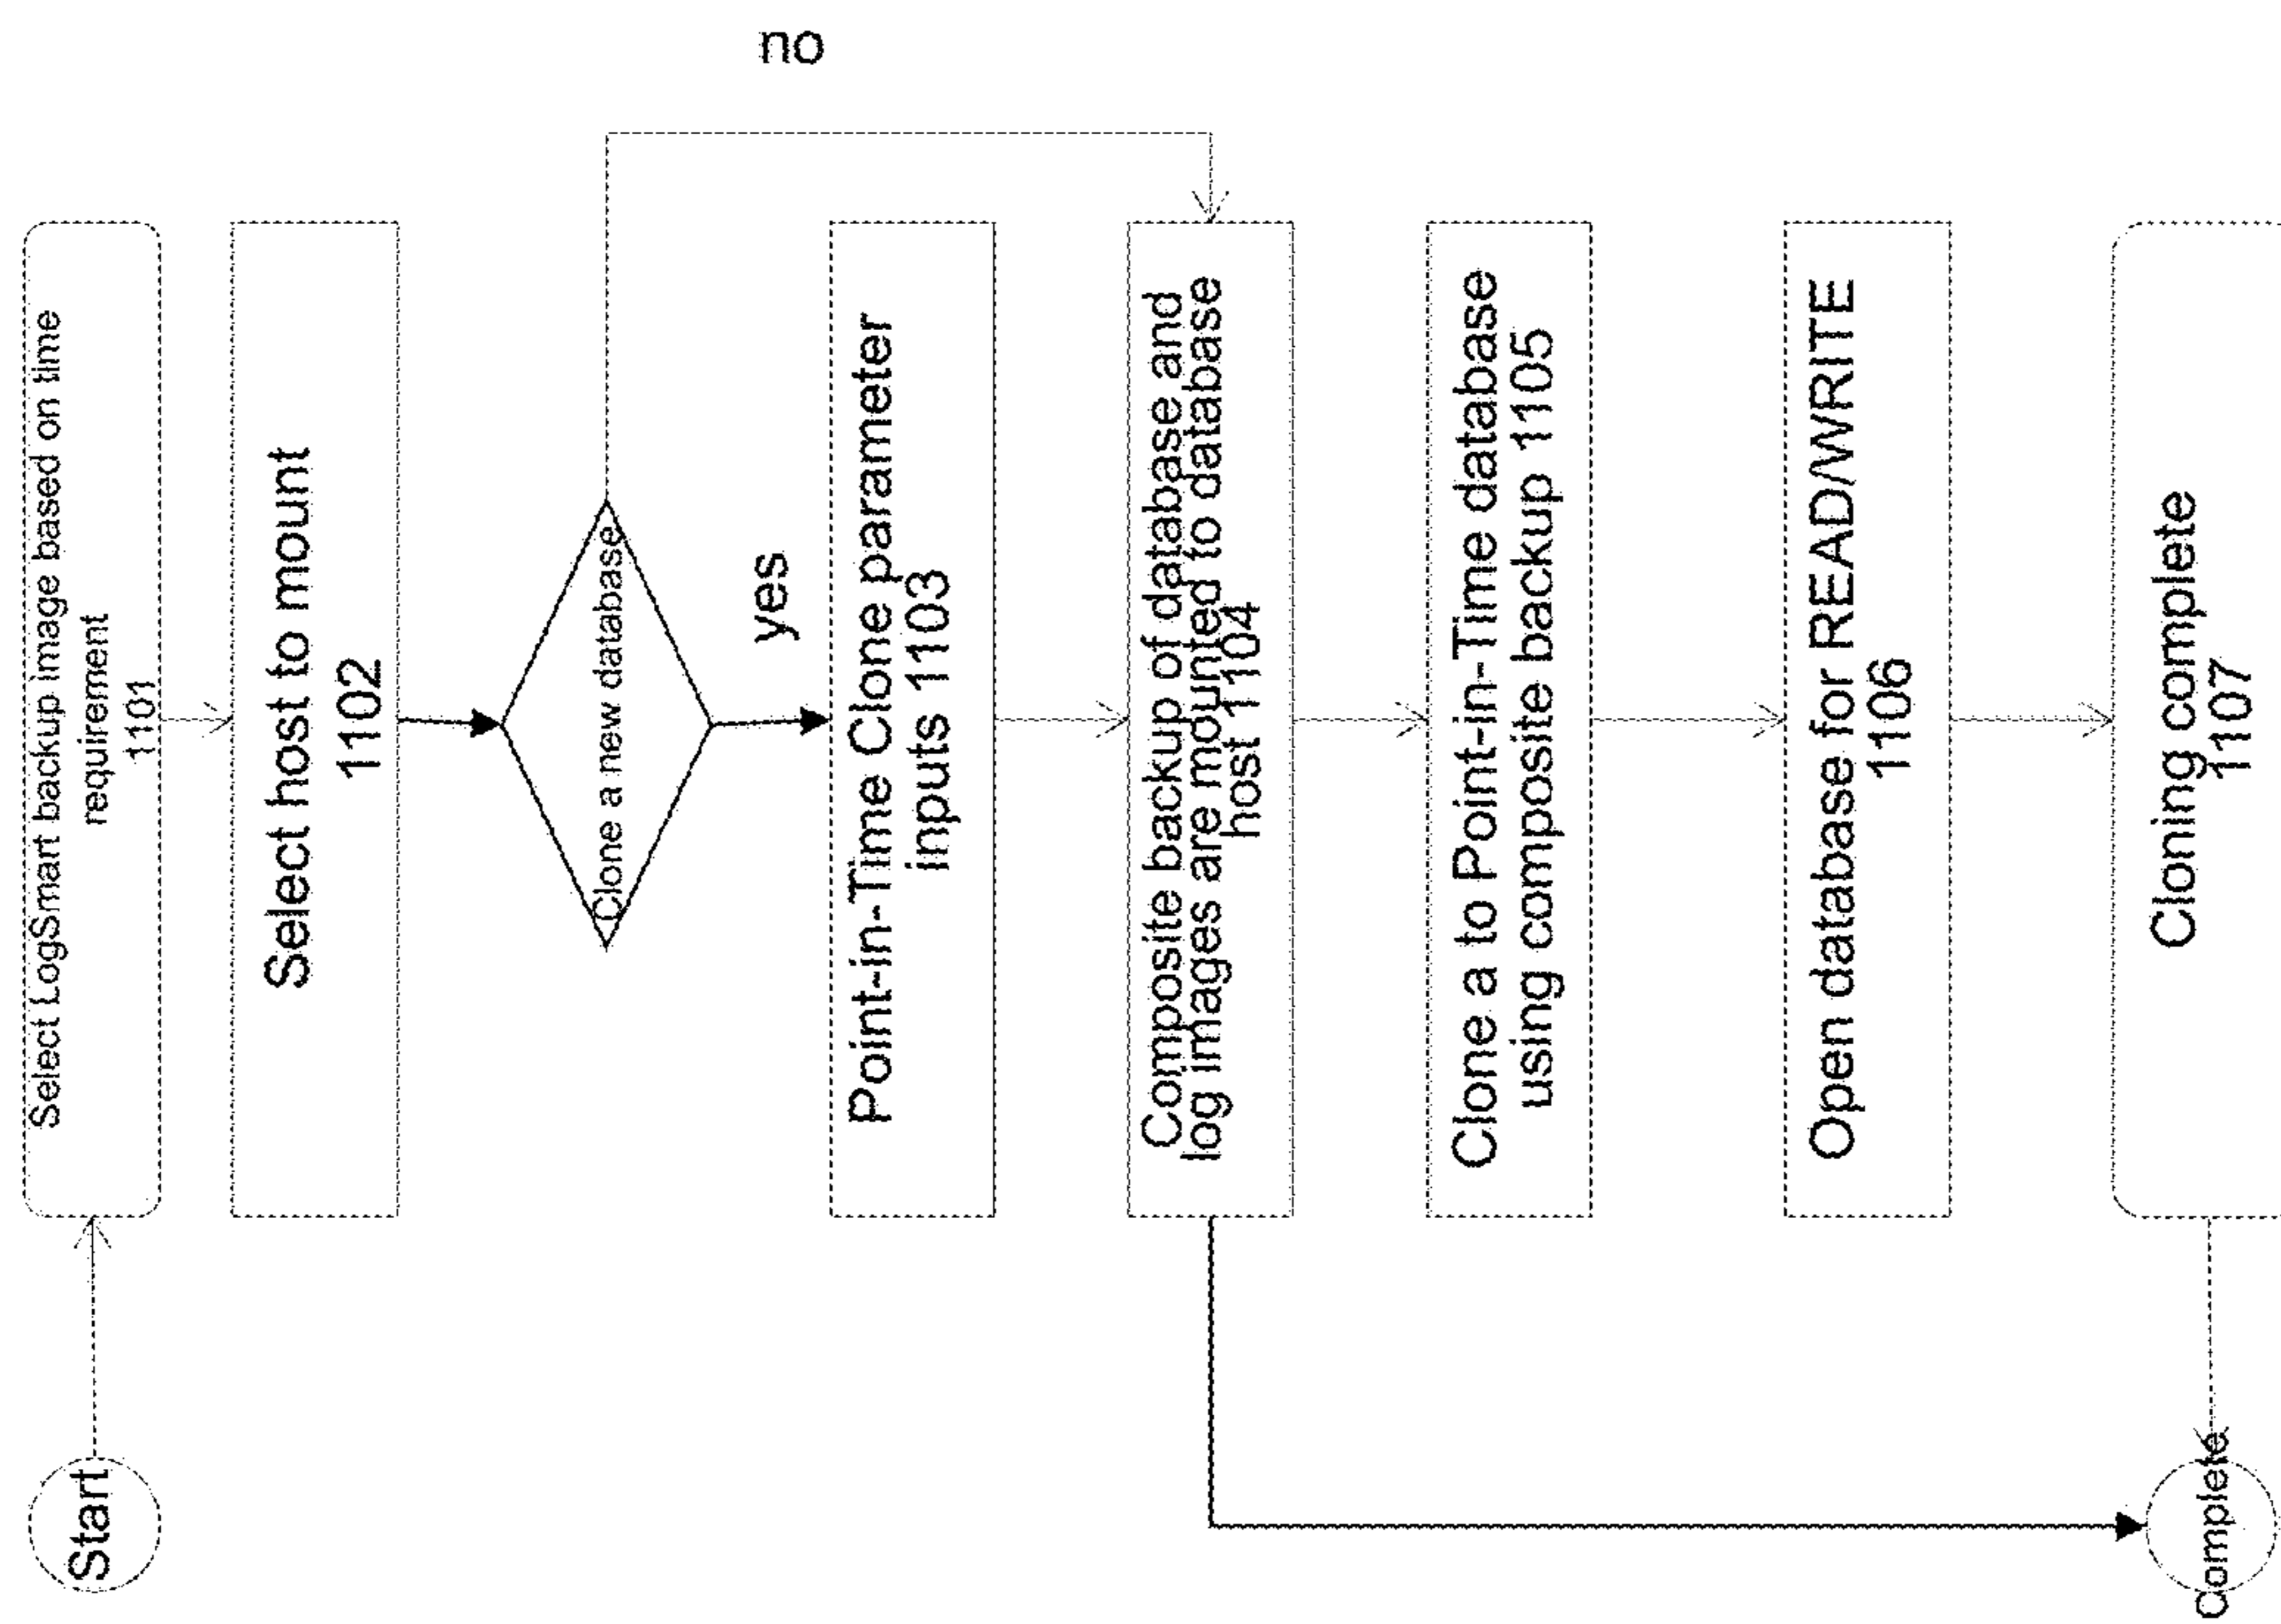 Start
Select LogSmart backup image based on time
requirement
1101
Select host to mount
1102
Clone a new database
no
yes
Point-in-Time Clone parameter
inputs 1103
Composite backup of database and
log images are mounted to database
host 1104
Clone a to Point-in-Time database
using composite backup 1105
Open database for READ/WRITE
1106
Cloning complete
1107
Complete